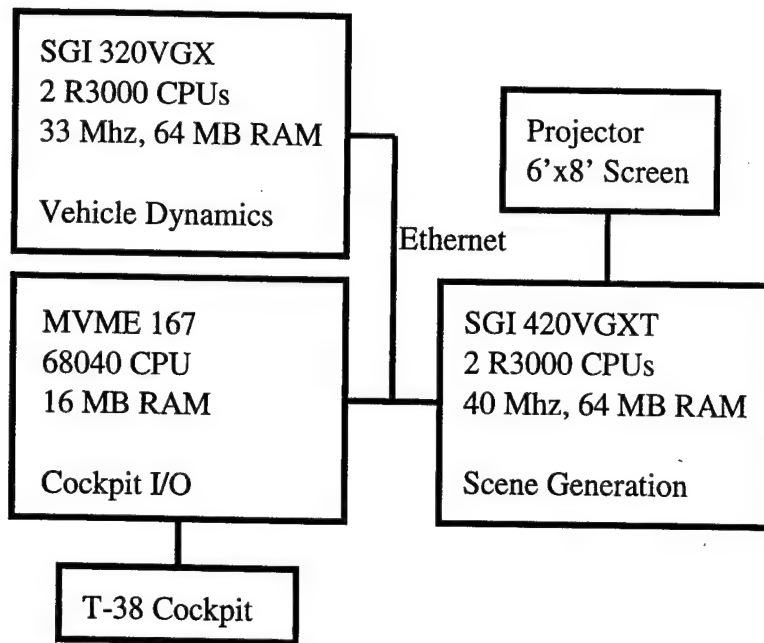 SGI 320VGX
2 R3000 CPUs
33 Mhz, 64 MB RAM
Vehicle Dynamics
Projector
6'x8' Screen
Ethernet
MVME 167
68040 CPU
16 MB RAM
Cockpit I/O
SGI 420VGXT
2 R3000 CPUs
40 Mhz, 64 MB RAM
Scene Generation
T-38 Cockpit